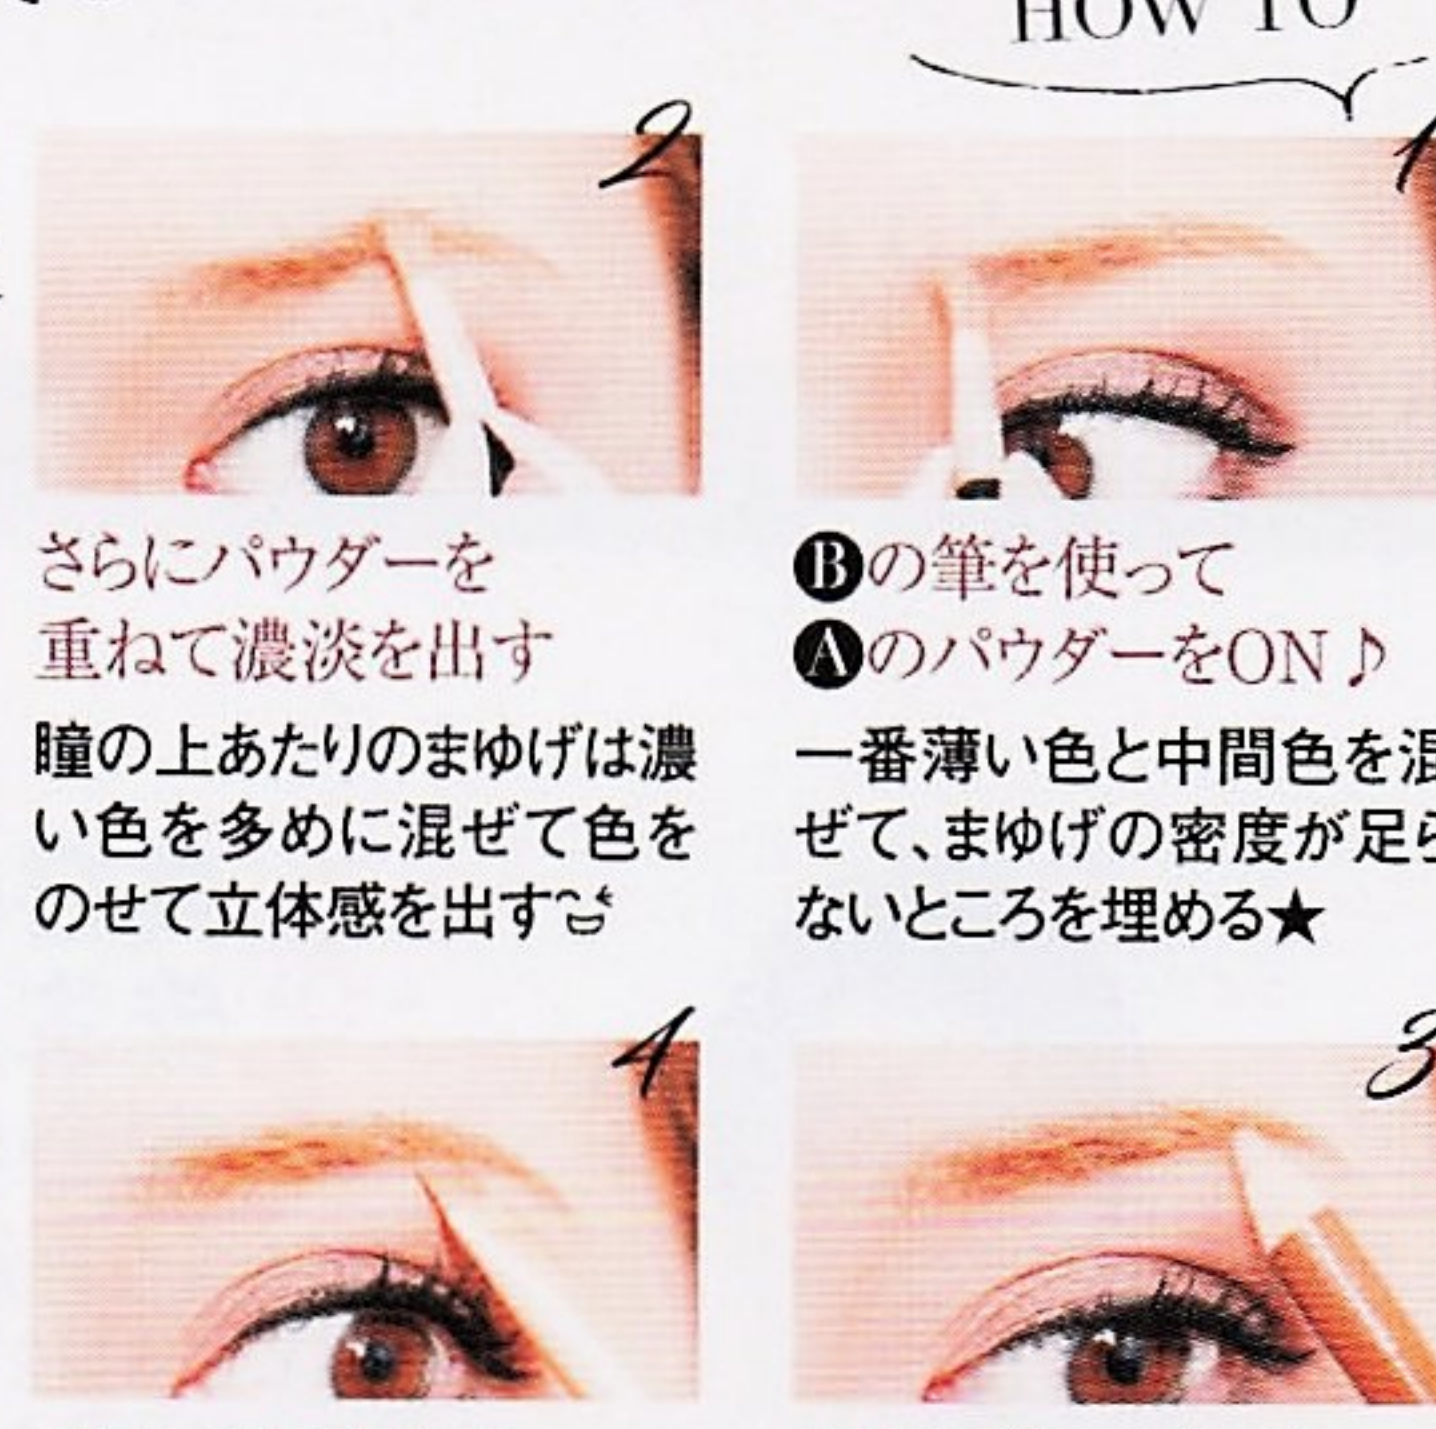 HOW TO
1
Bの筆を使って
AのパウダーをON♪
一番薄い色と中間色を混
ぜて、まゆげの密度が足ら
ないところを埋める★
2
さらにパウダーを
重ねて濃淡を出す
瞳の上あたりのまゆげは濃
い色を多めに混ぜて色を
のせて立体感を出す
3
4